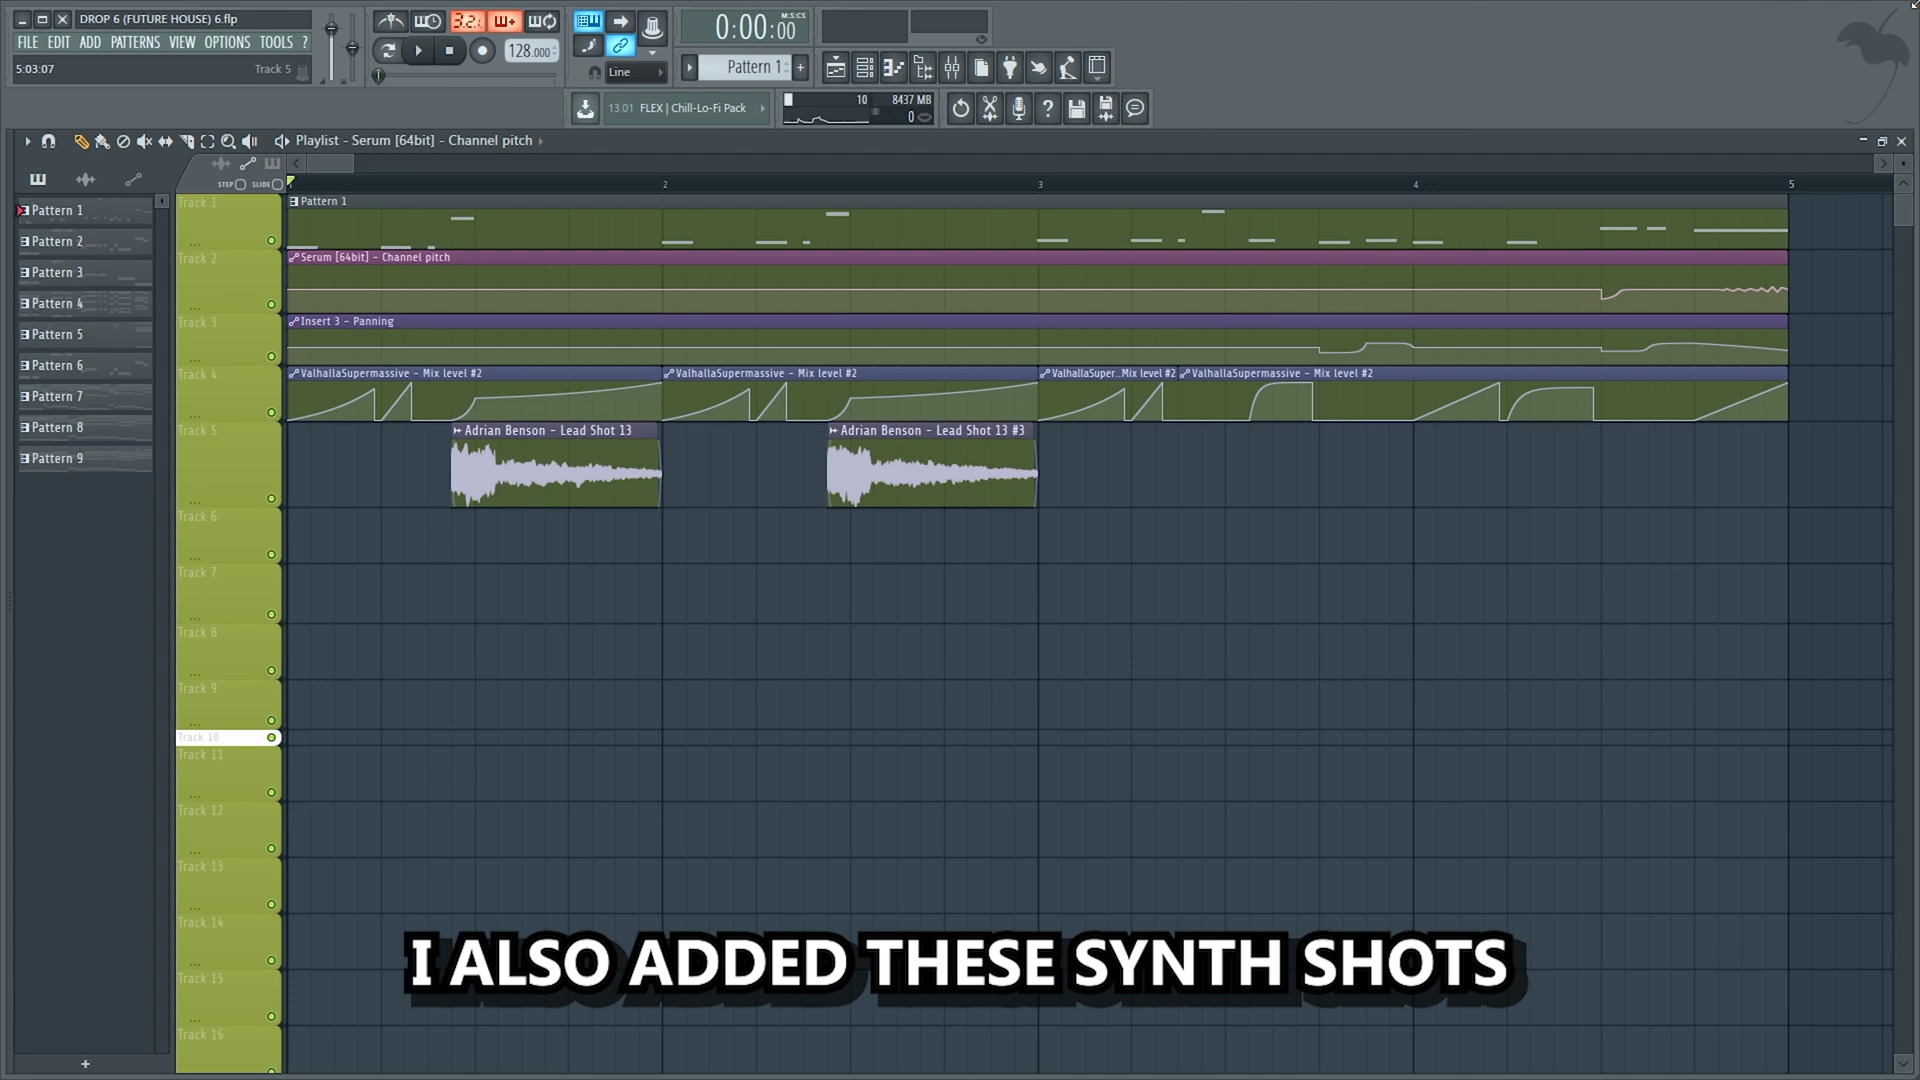 DROP 6 (FUTURE HOUSE) 6.flp
FILE EDIT ADD PATTERNS VIEW OPTIONS TOOLS ?
5:03:07 Track 5
3.2.
128.000
Line
0:00:00 M:S:CS
Pattern 1 +
13.01 FLEX | Chill-Lo-Fi Pack
10 8437 MB
0
Playlist - Serum [64bit] - Channel pitch
STEP SLIDE
1 2 3 4 5
Pattern 1
Pattern 2
Pattern 3
Pattern 4
Pattern 5
Pattern 6
Pattern 7
Pattern 8
Pattern 9
+
Track 1
Pattern 1
Track 2
Serum [64bit] - Channel pitch
Track 3
Insert 3 - Panning
Track 4
ValhallaSupermassive - Mix level #2
ValhallaSupermassive - Mix level #2
ValhallaSuper..Mix level #2
ValhallaSupermassive - Mix level #2
Track 5
Adrian Benson - Lead Shot 13
Adrian Benson - Lead Shot 13 #3
Track 6
Track 7
Track 8
Track 9
Track 10
Track 11
Track 12
Track 13
Track 14
Track 15
Track 16
I ALSO ADDED THESE SYNTH SHOTS